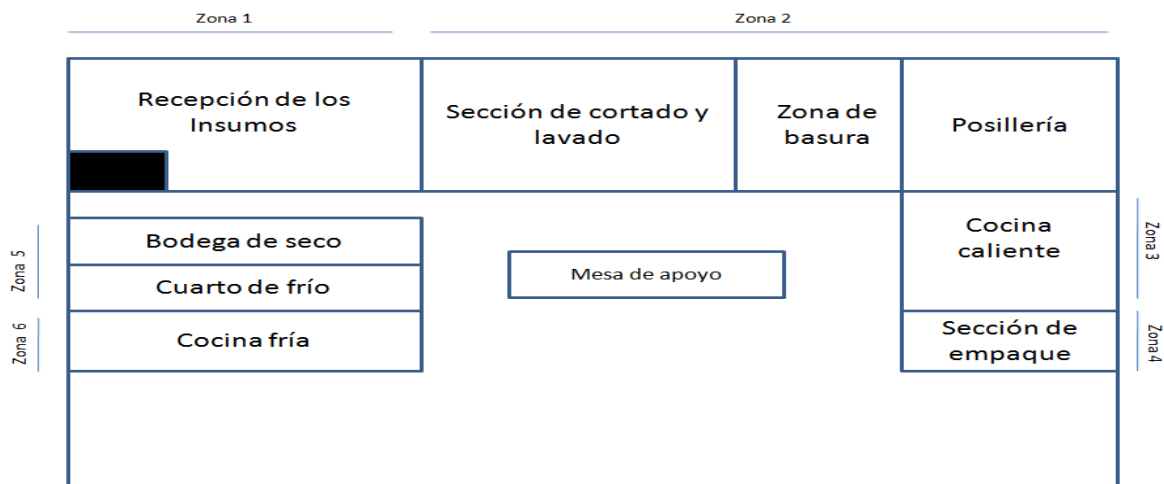 Zona 1
Zona 2
Recepción de los
Insumos
Sección de cortado y
lavado
Zona de
basura
Posillería
Zona 5
Bodega de seco
Cuarto de frío
Mesa de apoyo
Cocina
caliente
Zona 3
Zona 6
Cocina fría
Sección de
empaque
Zona 4